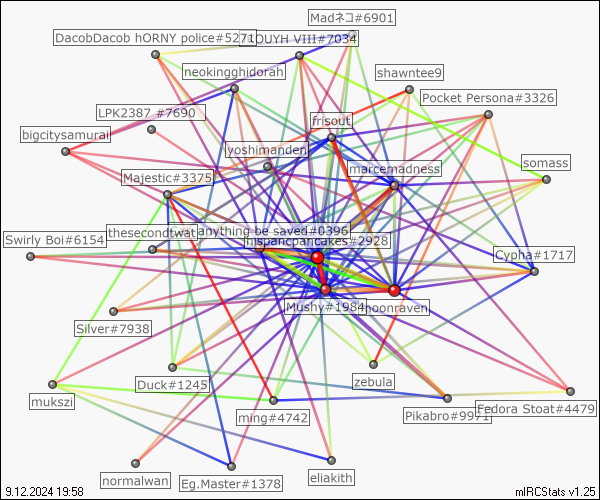 Madネコ#6901
DacobDacob hORNY police#5271
OUYH VIII#7034
neokingghidorah
shawntee9
Pocket Persona#3326
LPK2387 #7690
frisout
bigcitysamurai
yoshimanden
somass
marcemadness
Majestic#3375
anything be saved#0396
thesecondtwat
mjspancpancakes#2928
Swirly Boi#6154
Cypha#1717
Mushy#1984
noonraven
Silver#7938
zebula
Duck#1245
mukszi
Fedora Stoat#4479
Pikabro#9971
ming#4742
normalwan
Eg.Master#1378
eliakith
9.12.2024 19:58
mIRCStats v1.25